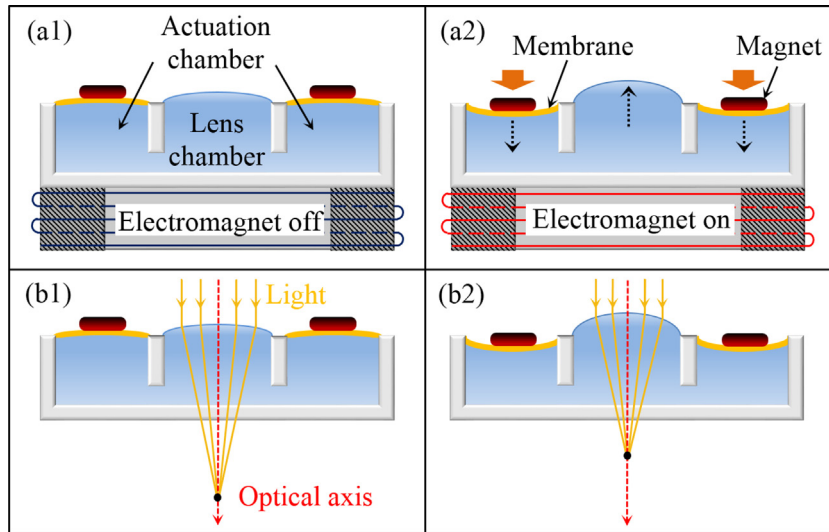 (a1)
Actuation
chamber
Lens
chamber
Electromagnet off
(a2)
Membrane
Magnet
Electromagnet on
(b1)
Light
Optical axis
(b2)